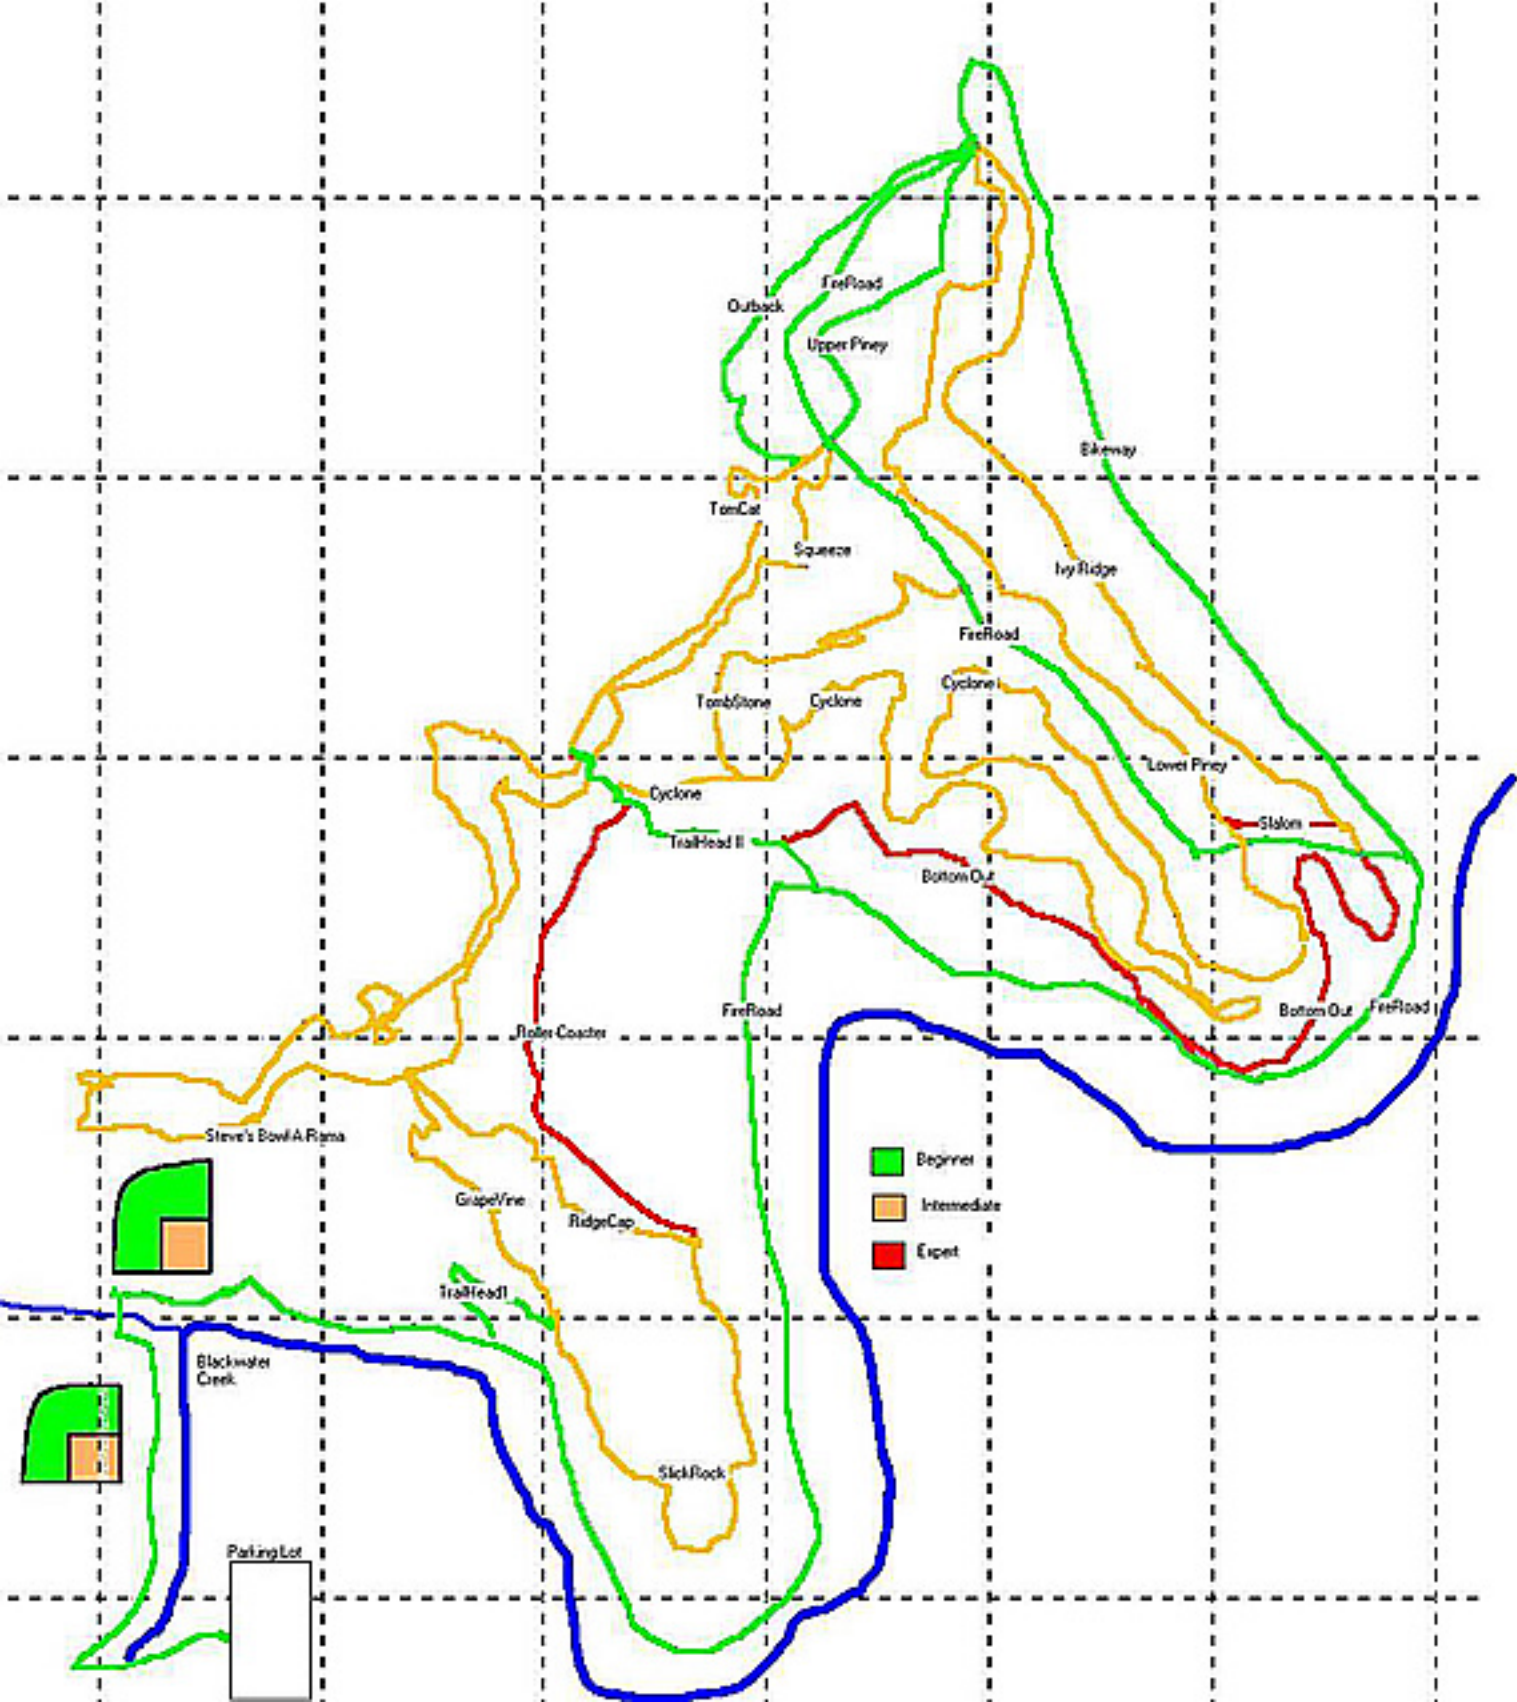 FireRoad
Outback
Upper Piney
Bikeway
TomCat
Squeeze
Ivy Ridge
FireRoad
Cyclone
TombStone
Cyclone
Lower Piney
Cyclone
Slalom
TrailHead II
Bottom Out
FireRoad
Bottom Out
FireRoad
Roller Coaster
Steve's Bowl-A-Rama
Beginner
GrapeVine
Intermediate
RidgeCap
Expert
TrailHead1
Blackwater
Creek
SlickRock
Parking Lot